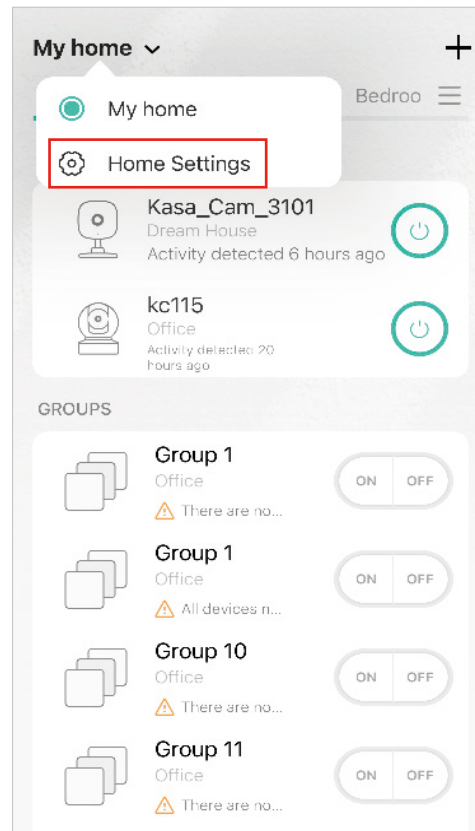 My home
Bedroo
My home
Home Settings
Kasa_Cam_3101
Dream House
Activity detected 6 hours ago
kc115
Office
Activity detected 20
hours ago
GROUPS
Group 1
Office
ON OFF
There are no...
Group 1
Office
ON OFF
All devices n...
Group 10
Office
ON OFF
There are no...
Group 11
Office
ON OFF
There are no...